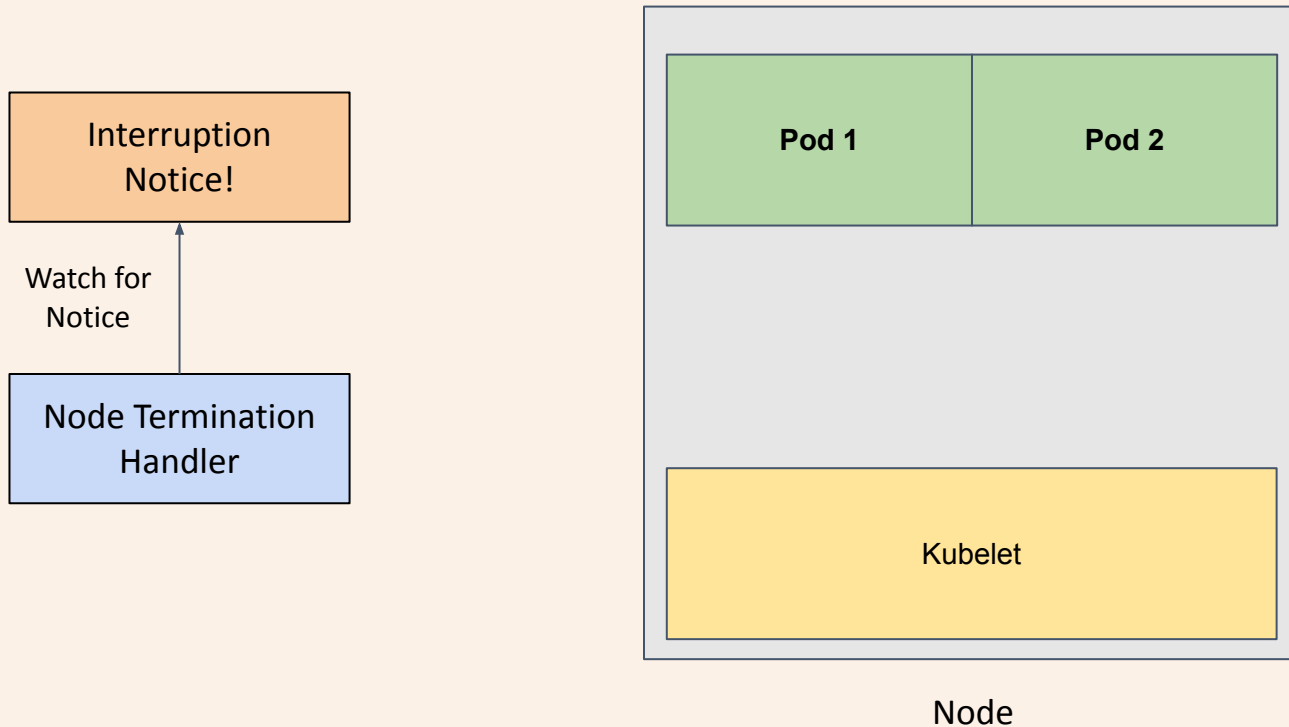 Interruption
Notice!
Watch for
Notice
Node Termination
Handler
Pod 1
Pod 2
Kubelet
Node